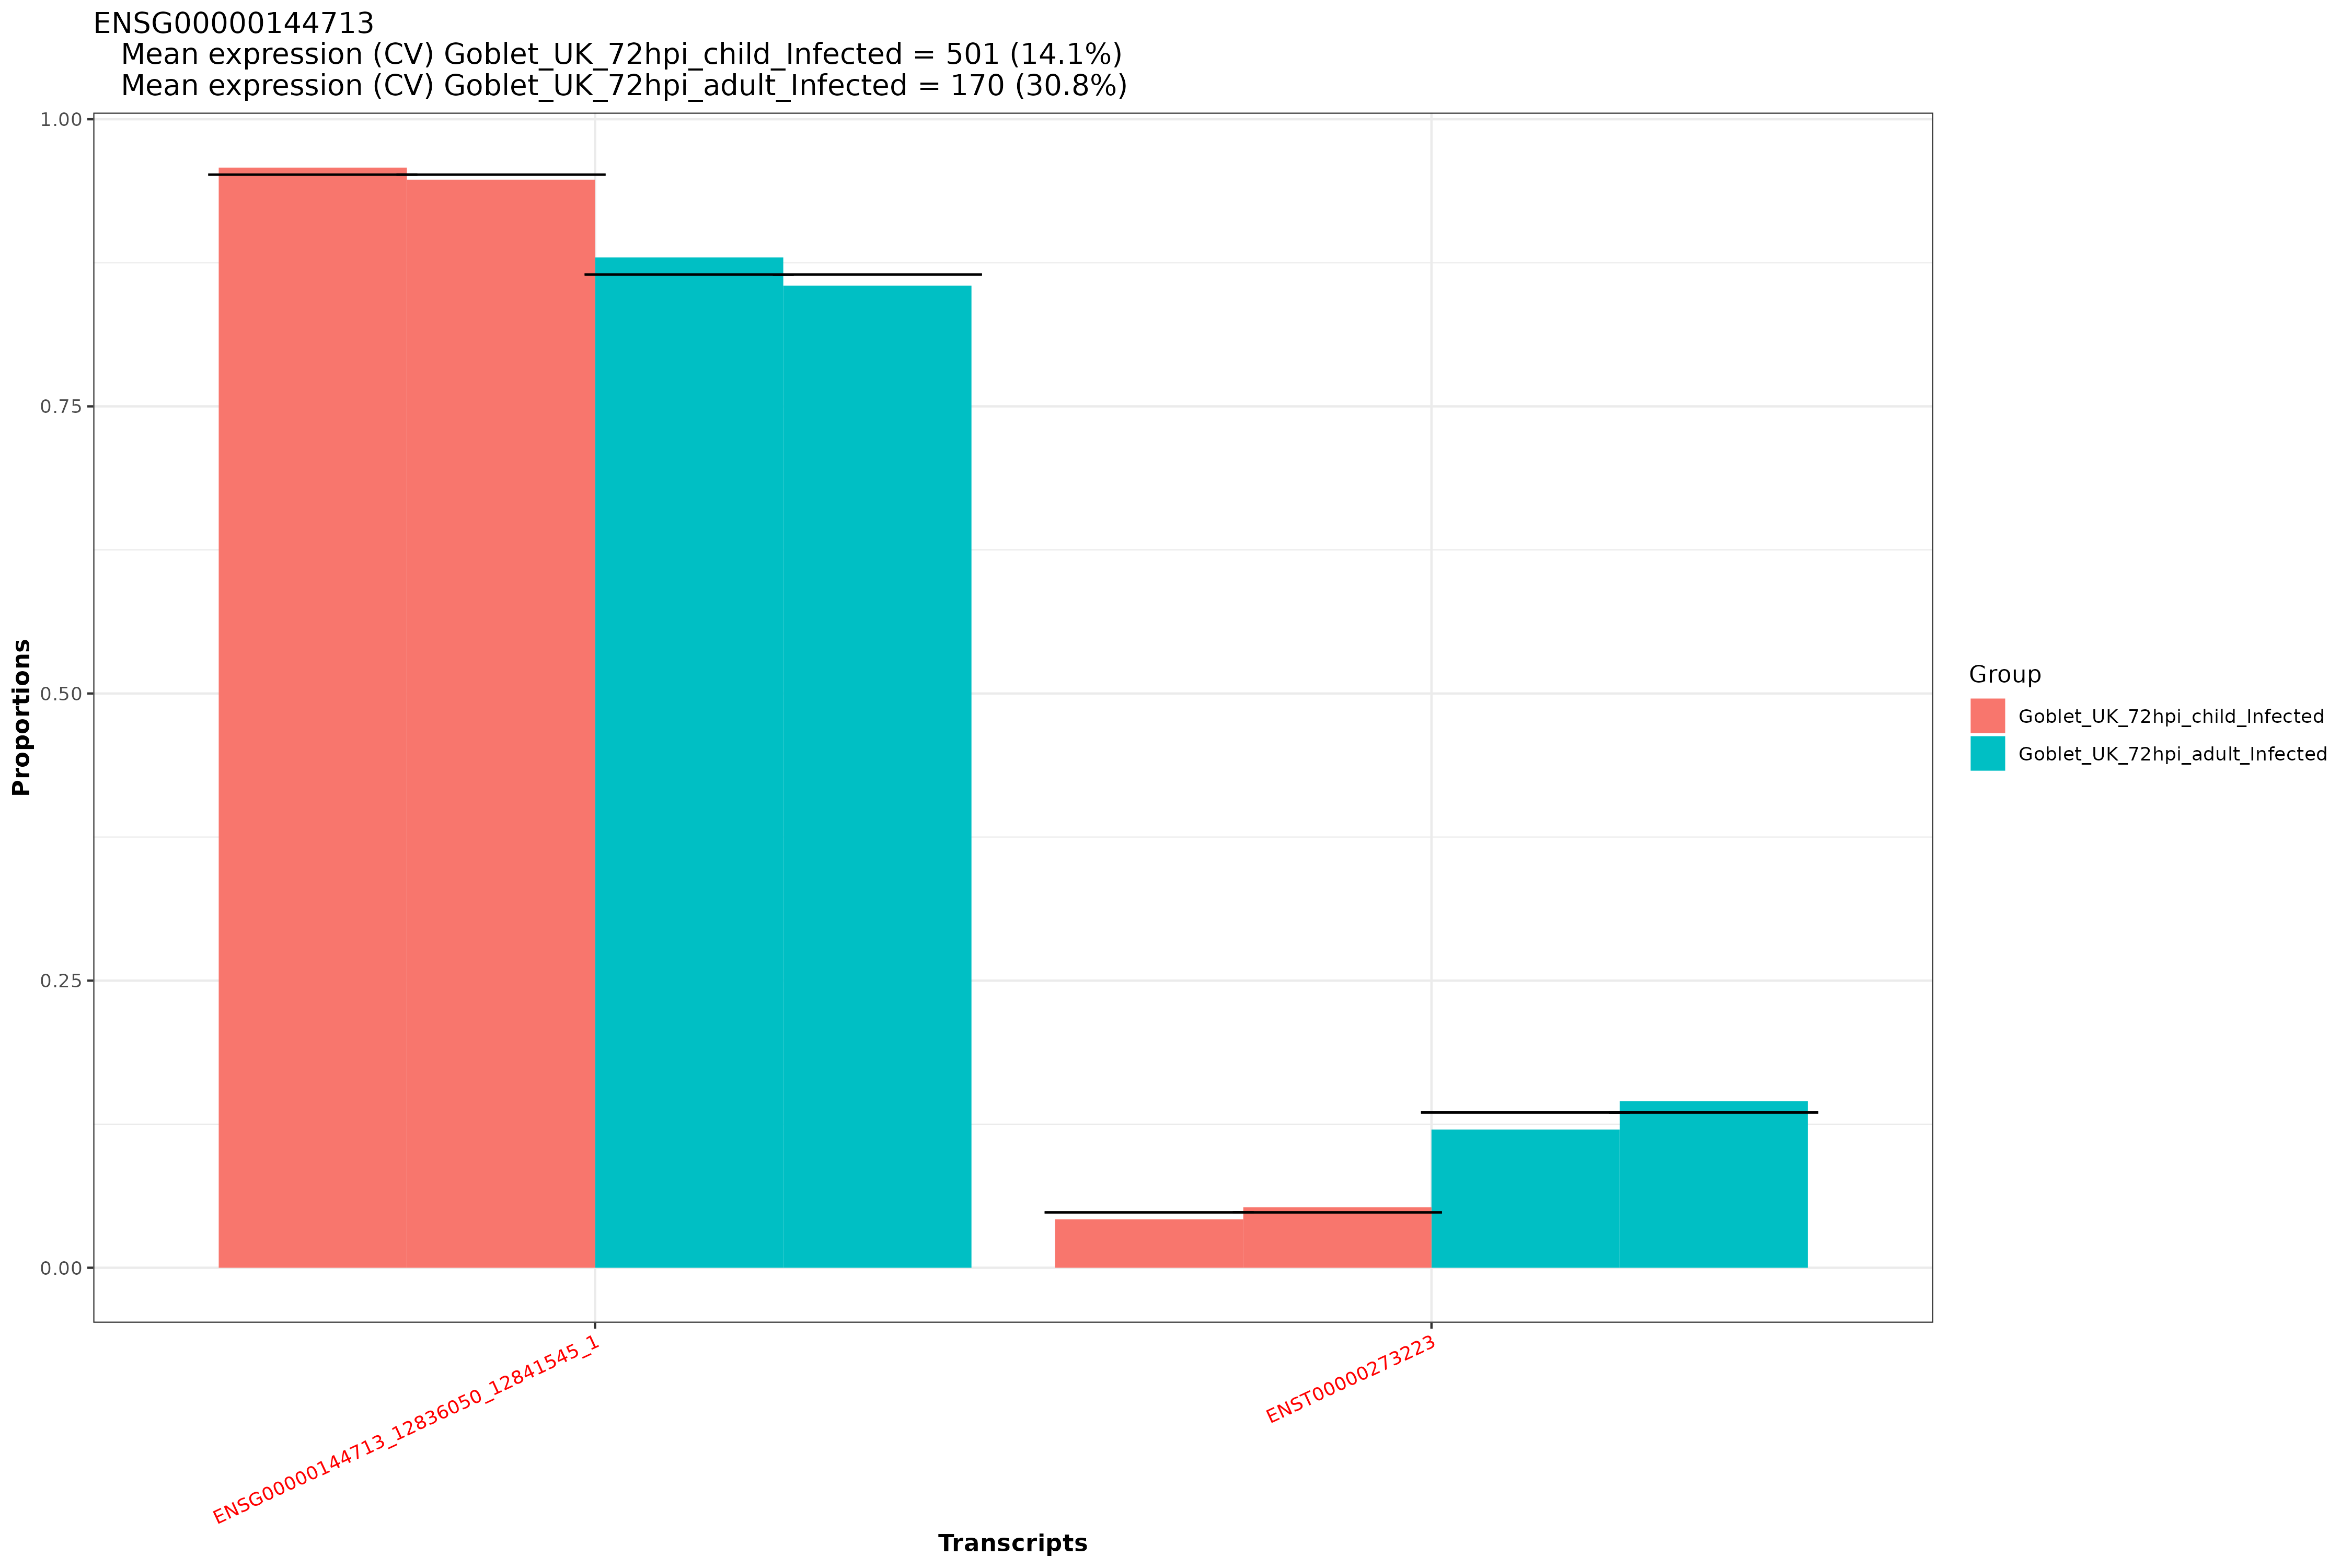 ENSG00000144713
Mean expression (CV) Goblet_UK_72hpi_child_Infected = 501 (14.1%)
Mean expression (CV) Goblet_UK_72hpi_adult_Infected = 170 (30.8%)
1.00
0.75
0.50
0.25
0.00
Proportions
Group
Goblet_UK_72hpi_child_Infected
Goblet_UK_72hpi_adult_Infected
ENSG00000144713_12836050_12841545_1
ENST00000273223
Transcripts